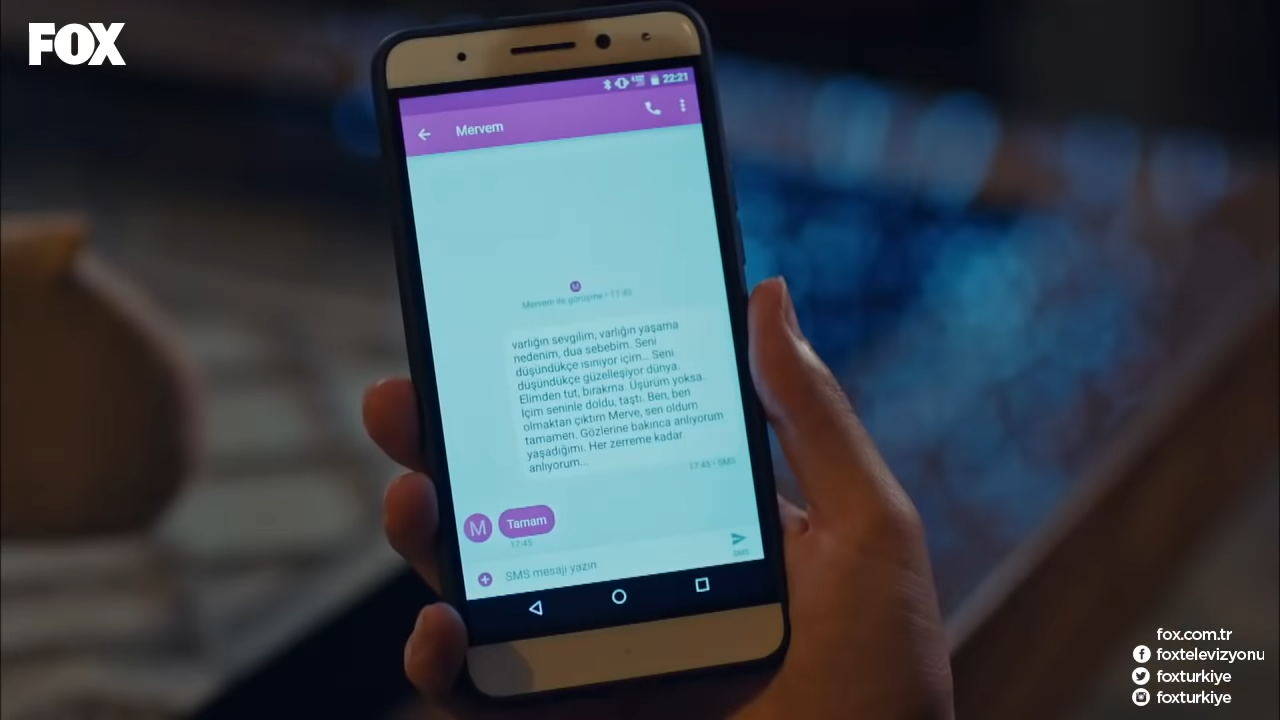 FOX
22:21
Mervem
M
Mervem ile görüşme • 17:45
varlığın sevgilim, varlığın yaşama
nedenim, dua sebebim. Seni
düşündükçe ısınıyor içim... Seni
düşündükçe güzelleşiyor dünya.
Elimden tut, bırakma. Üşürüm yoksa.
İçim seninle doldu, taştı. Ben, ben
olmaktan çıktım Merve, sen oldum
tamamen. Gözlerine bakınca anlıyorum
yaşadığımı. Her zerreme kadar
anlıyorum...
17:45 • SMS
M Tamam
17:45
SMS mesajı yazın
SMS
fox.com.tr
foxtelevizyonu
foxturkiye
foxturkiye